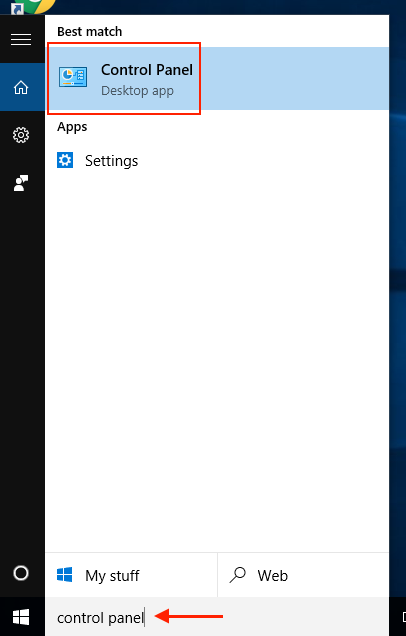 Best match
Control Panel
Desktop app
Apps
Settings
My stuff
Web
control panel